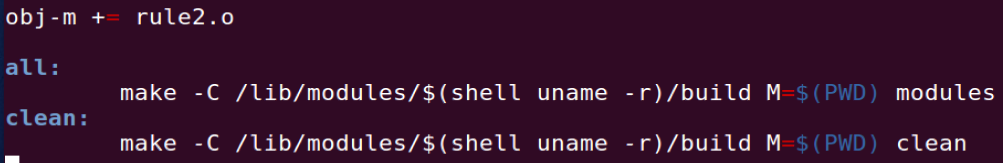 obj-m += rule2.o
all:
make -C /lib/modules/$(shell uname -r)/build M=$(PWD) modules
clean:
make -C /lib/modules/$(shell uname -r)/build M=$(PWD) clean